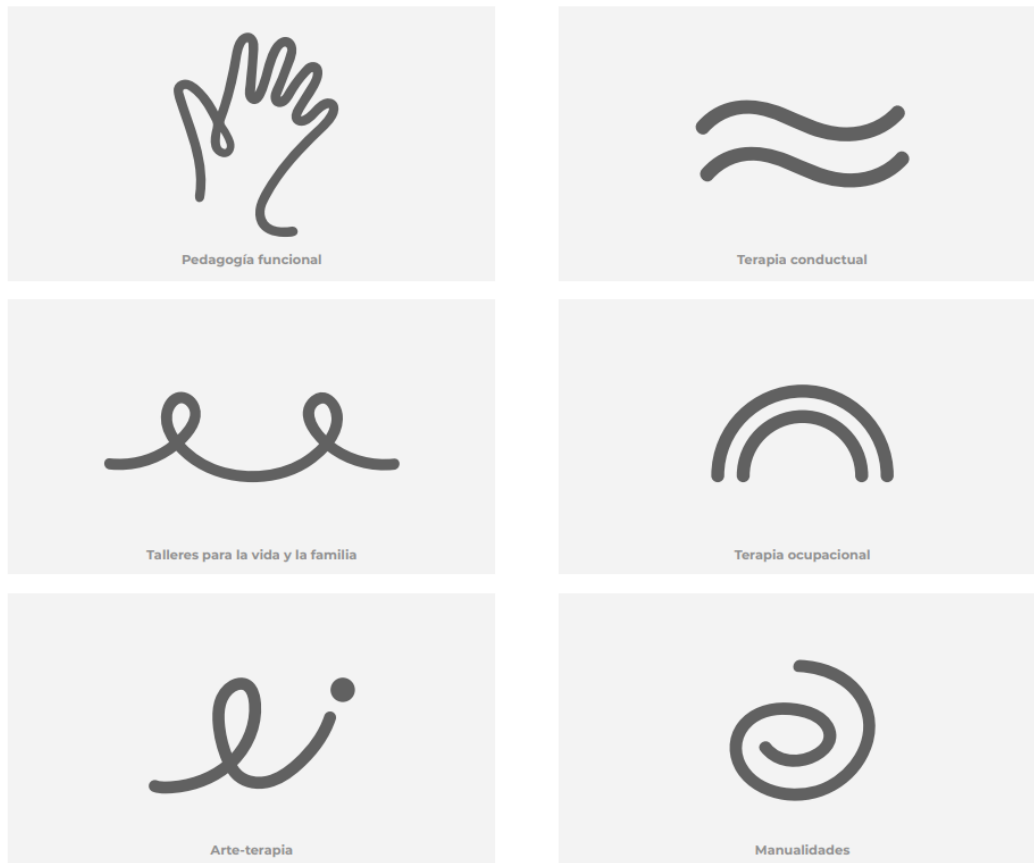 Pedagogía funcional
Terapia conductual
Talleres para la vida y la familia
Terapia ocupacional
Arte-terapia
Manualidades